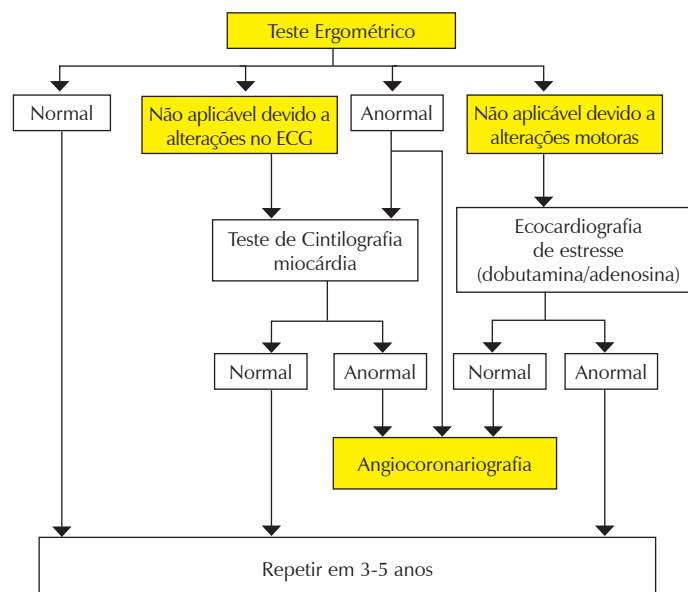 Teste Ergométrico
Normal
Não aplicável devido a
alterações no ECG
Anormal
Não aplicável devido a
alterações motoras
Teste de Cintilografia
miocárdia
Ecocardiografia
de estresse
(dobutamina/adenosina)
Normal
Anormal
Normal
Anormal
Angiocoronariografia
Repetir em 3-5 anos